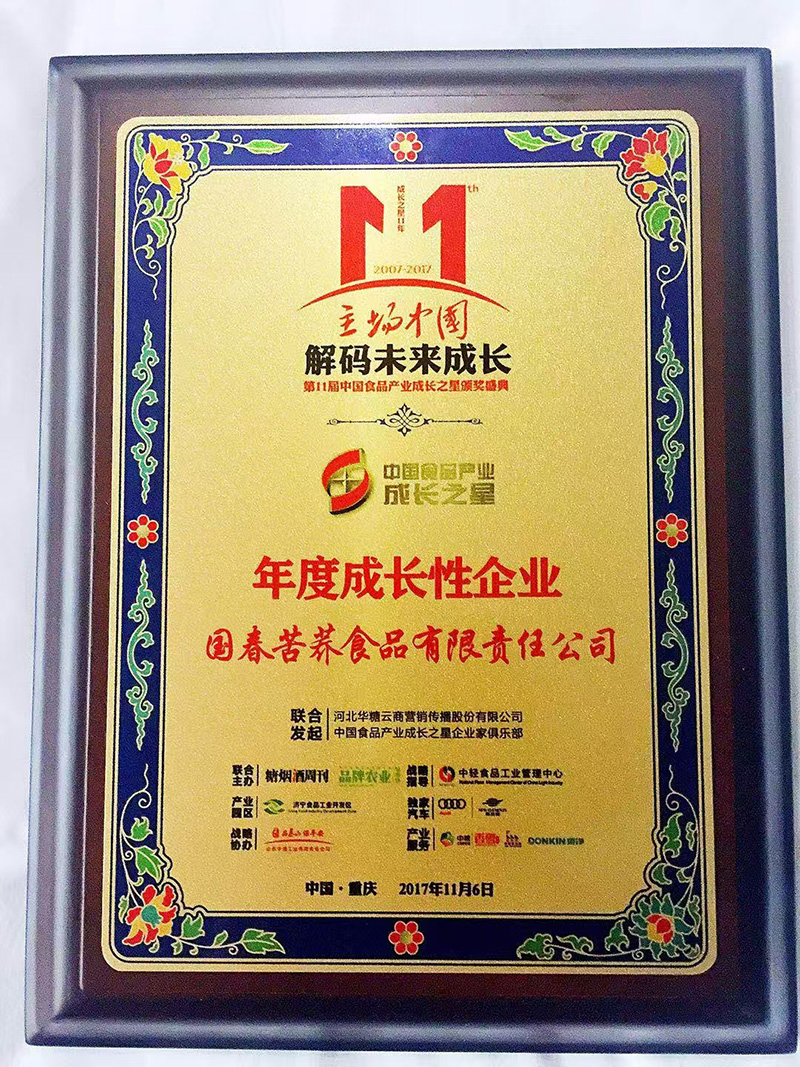 11th
成长之星11年
2007-2017
主场中国
解码未来成长
第11届中国食品产业成长之星颁奖盛典
中国食品产业
成长之星
年度成长性企业
国春苦荞食品有限责任公司
联合发起 河北华糖云商营销传播股份有限公司
中国食品产业成长之星企业家俱乐部
联合主办 糖烟酒周刊 品牌农业 战略指导 中轻食品工业管理中心
产业园区 济宁食品工业开发区 独家汽车
战略协办 产业服务 DONKIN
中国·重庆 2017年11月6日